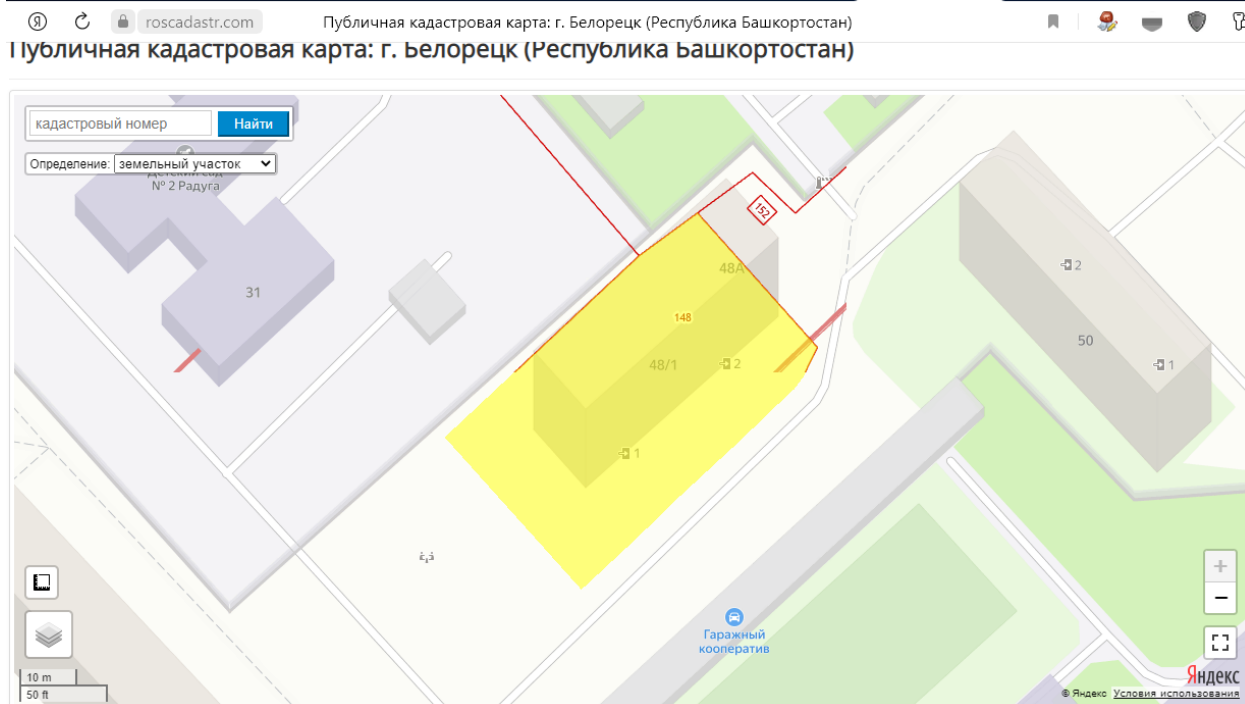 roscadastr.com
Публичная кадастровая карта: г. Белорецк (Республика Башкортостан)
Публичная кадастровая карта: г. Белорецк (Республика Башкортостан)
кадастровый номер
Найти
Определение: земельный участок
Детский сад
№ 2 Радуга
31
152
48А
148
48/1
2
1
2
50
1
Гаражный
кооператив
+
−
10 m
50 ft
Яндекс
© Яндекс Условия использования